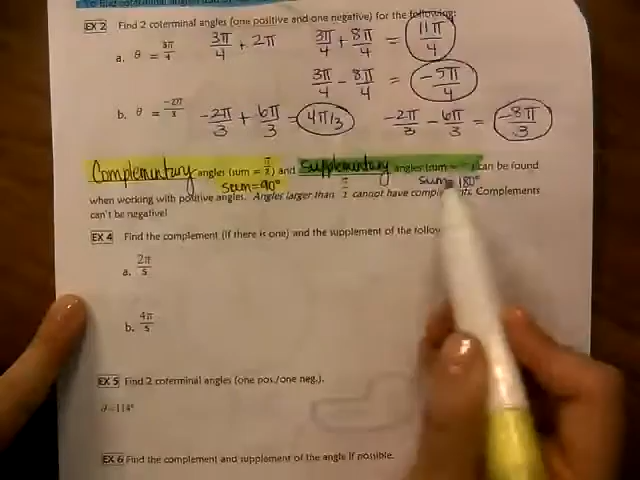 EX 2 Find 2 coterminal angles (one positive and one negative) for the following:
a. θ = 3π/4 3π/4 + 2π 3π/4 + 8π/4 = 11π/4
3π/4 - 8π/4 = -5π/4
b. θ = -2π/3 -2π/3 + 6π/3 = 4π/3 -2π/3 - 6π/3 = -8π/3
Complementary angles (sum = π/2) and Supplementary angles (sum = can be found
sum=90° sum=180°
when working with positive angles. Angles larger than π/2 cannot have complements. Complements
can't be negative!
EX 4 Find the complement (if there is one) and the supplement of the
a. 2π/5
b. 4π/5
EX 5 Find 2 coterminal angles (one pos./one neg.).
θ=114°
EX 6 Find the complement and supplement of the angle if possible.